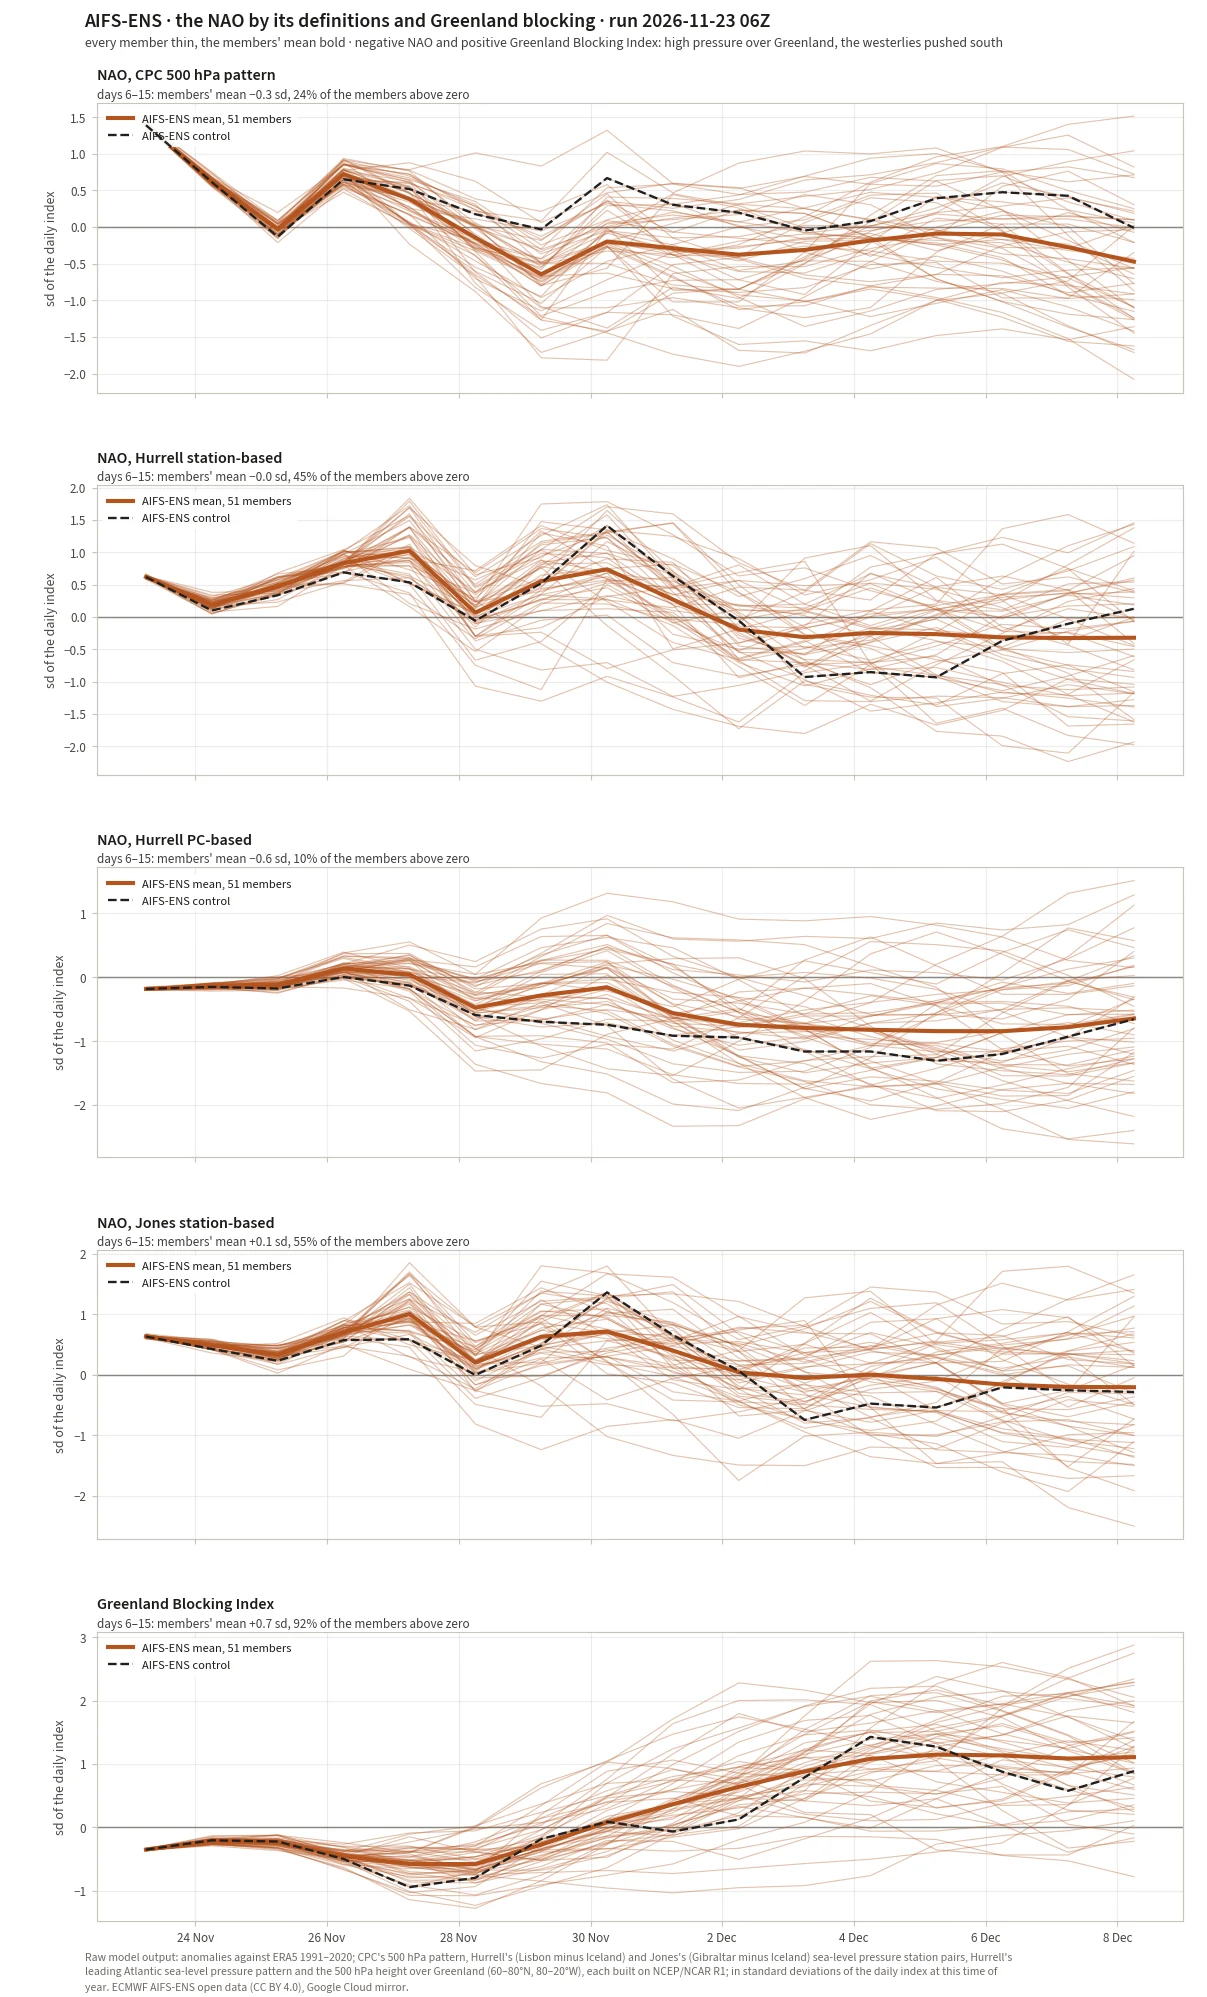 AIFS-ENS · the NAO by its definitions and Greenland blocking · run 2026-11-23 06Z
every member thin, the members' mean bold · negative NAO and positive Greenland Blocking Index: high pressure over Greenland, the westerlies pushed south
NAO, CPC 500 hPa pattern
days 6–15: members' mean −0.3 sd, 24% of the members above zero
AIFS-ENS mean, 51 members
AIFS-ENS control
sd of the daily index
1.5
1.0
0.5
0.0
−0.5
−1.0
−1.5
−2.0
NAO, Hurrell station-based
days 6–15: members' mean −0.0 sd, 45% of the members above zero
AIFS-ENS mean, 51 members
AIFS-ENS control
sd of the daily index
2.0
1.5
1.0
0.5
0.0
−0.5
−1.0
−1.5
−2.0
NAO, Hurrell PC-based
days 6–15: members' mean −0.6 sd, 10% of the members above zero
AIFS-ENS mean, 51 members
AIFS-ENS control
sd of the daily index
1
0
−1
−2
NAO, Jones station-based
days 6–15: members' mean +0.1 sd, 55% of the members above zero
AIFS-ENS mean, 51 members
AIFS-ENS control
sd of the daily index
2
1
0
−1
−2
Greenland Blocking Index
days 6–15: members' mean +0.7 sd, 92% of the members above zero
AIFS-ENS mean, 51 members
AIFS-ENS control
sd of the daily index
3
2
1
0
−1
24 Nov 26 Nov 28 Nov 30 Nov 2 Dec 4 Dec 6 Dec 8 Dec
Raw model output: anomalies against ERA5 1991–2020; CPC's 500 hPa pattern, Hurrell's (Lisbon minus Iceland) and Jones's (Gibraltar minus Iceland) sea-level pressure station pairs, Hurrell's
leading Atlantic sea-level pressure pattern and the 500 hPa height over Greenland (60–80°N, 80–20°W), each built on NCEP/NCAR R1; in standard deviations of the daily index at this time of
year. ECMWF AIFS-ENS open data (CC BY 4.0), Google Cloud mirror.